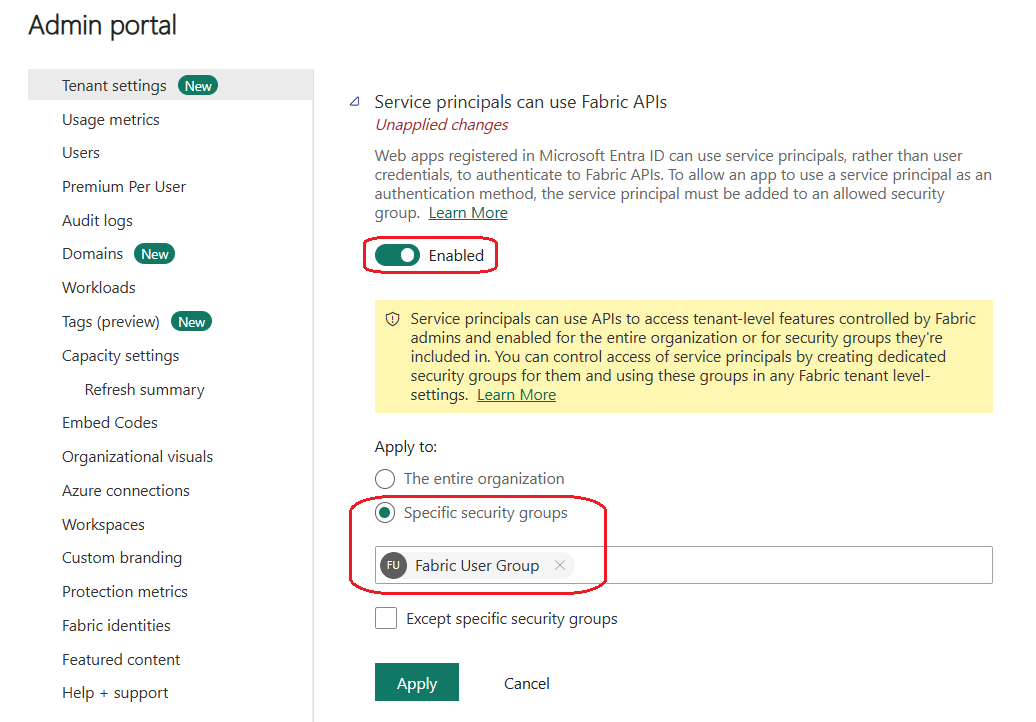 Admin portal
Tenant settings New
Usage metrics
Users
Premium Per User
Audit logs
Domains New
Workloads
Tags (preview) New
Capacity settings
Refresh summary
Embed Codes
Organizational visuals
Azure connections
Workspaces
Custom branding
Protection metrics
Fabric identities
Featured content
Help + support
Service principals can use Fabric APIs
Unapplied changes
Web apps registered in Microsoft Entra ID can use service principals, rather than user
credentials, to authenticate to Fabric APIs. To allow an app to use a service principal as an
authentication method, the service principal must be added to an allowed security
group. Learn More
Enabled
Service principals can use APIs to access tenant-level features controlled by Fabric
admins and enabled for the entire organization or for security groups they're
included in. You can control access of service principals by creating dedicated
security groups for them and using these groups in any Fabric tenant level-
settings. Learn More
Apply to:
The entire organization
Specific security groups
FU Fabric User Group
Except specific security groups
Apply Cancel